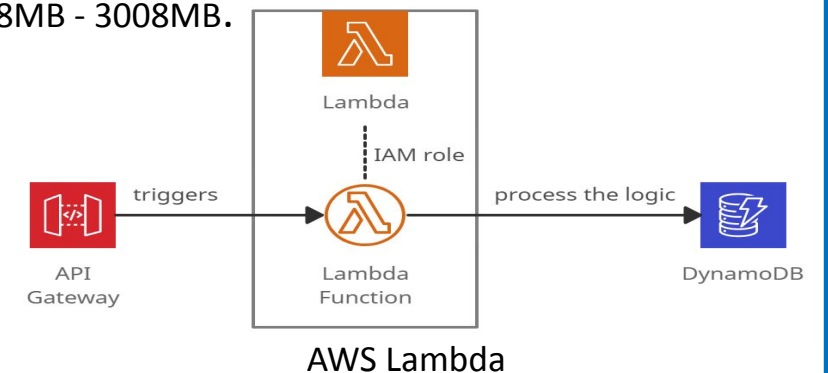 8MB - 3008MB.
Lambda
IAM role
triggers
process the logic
API
Gateway
Lambda
Function
DynamoDB
AWS Lambda